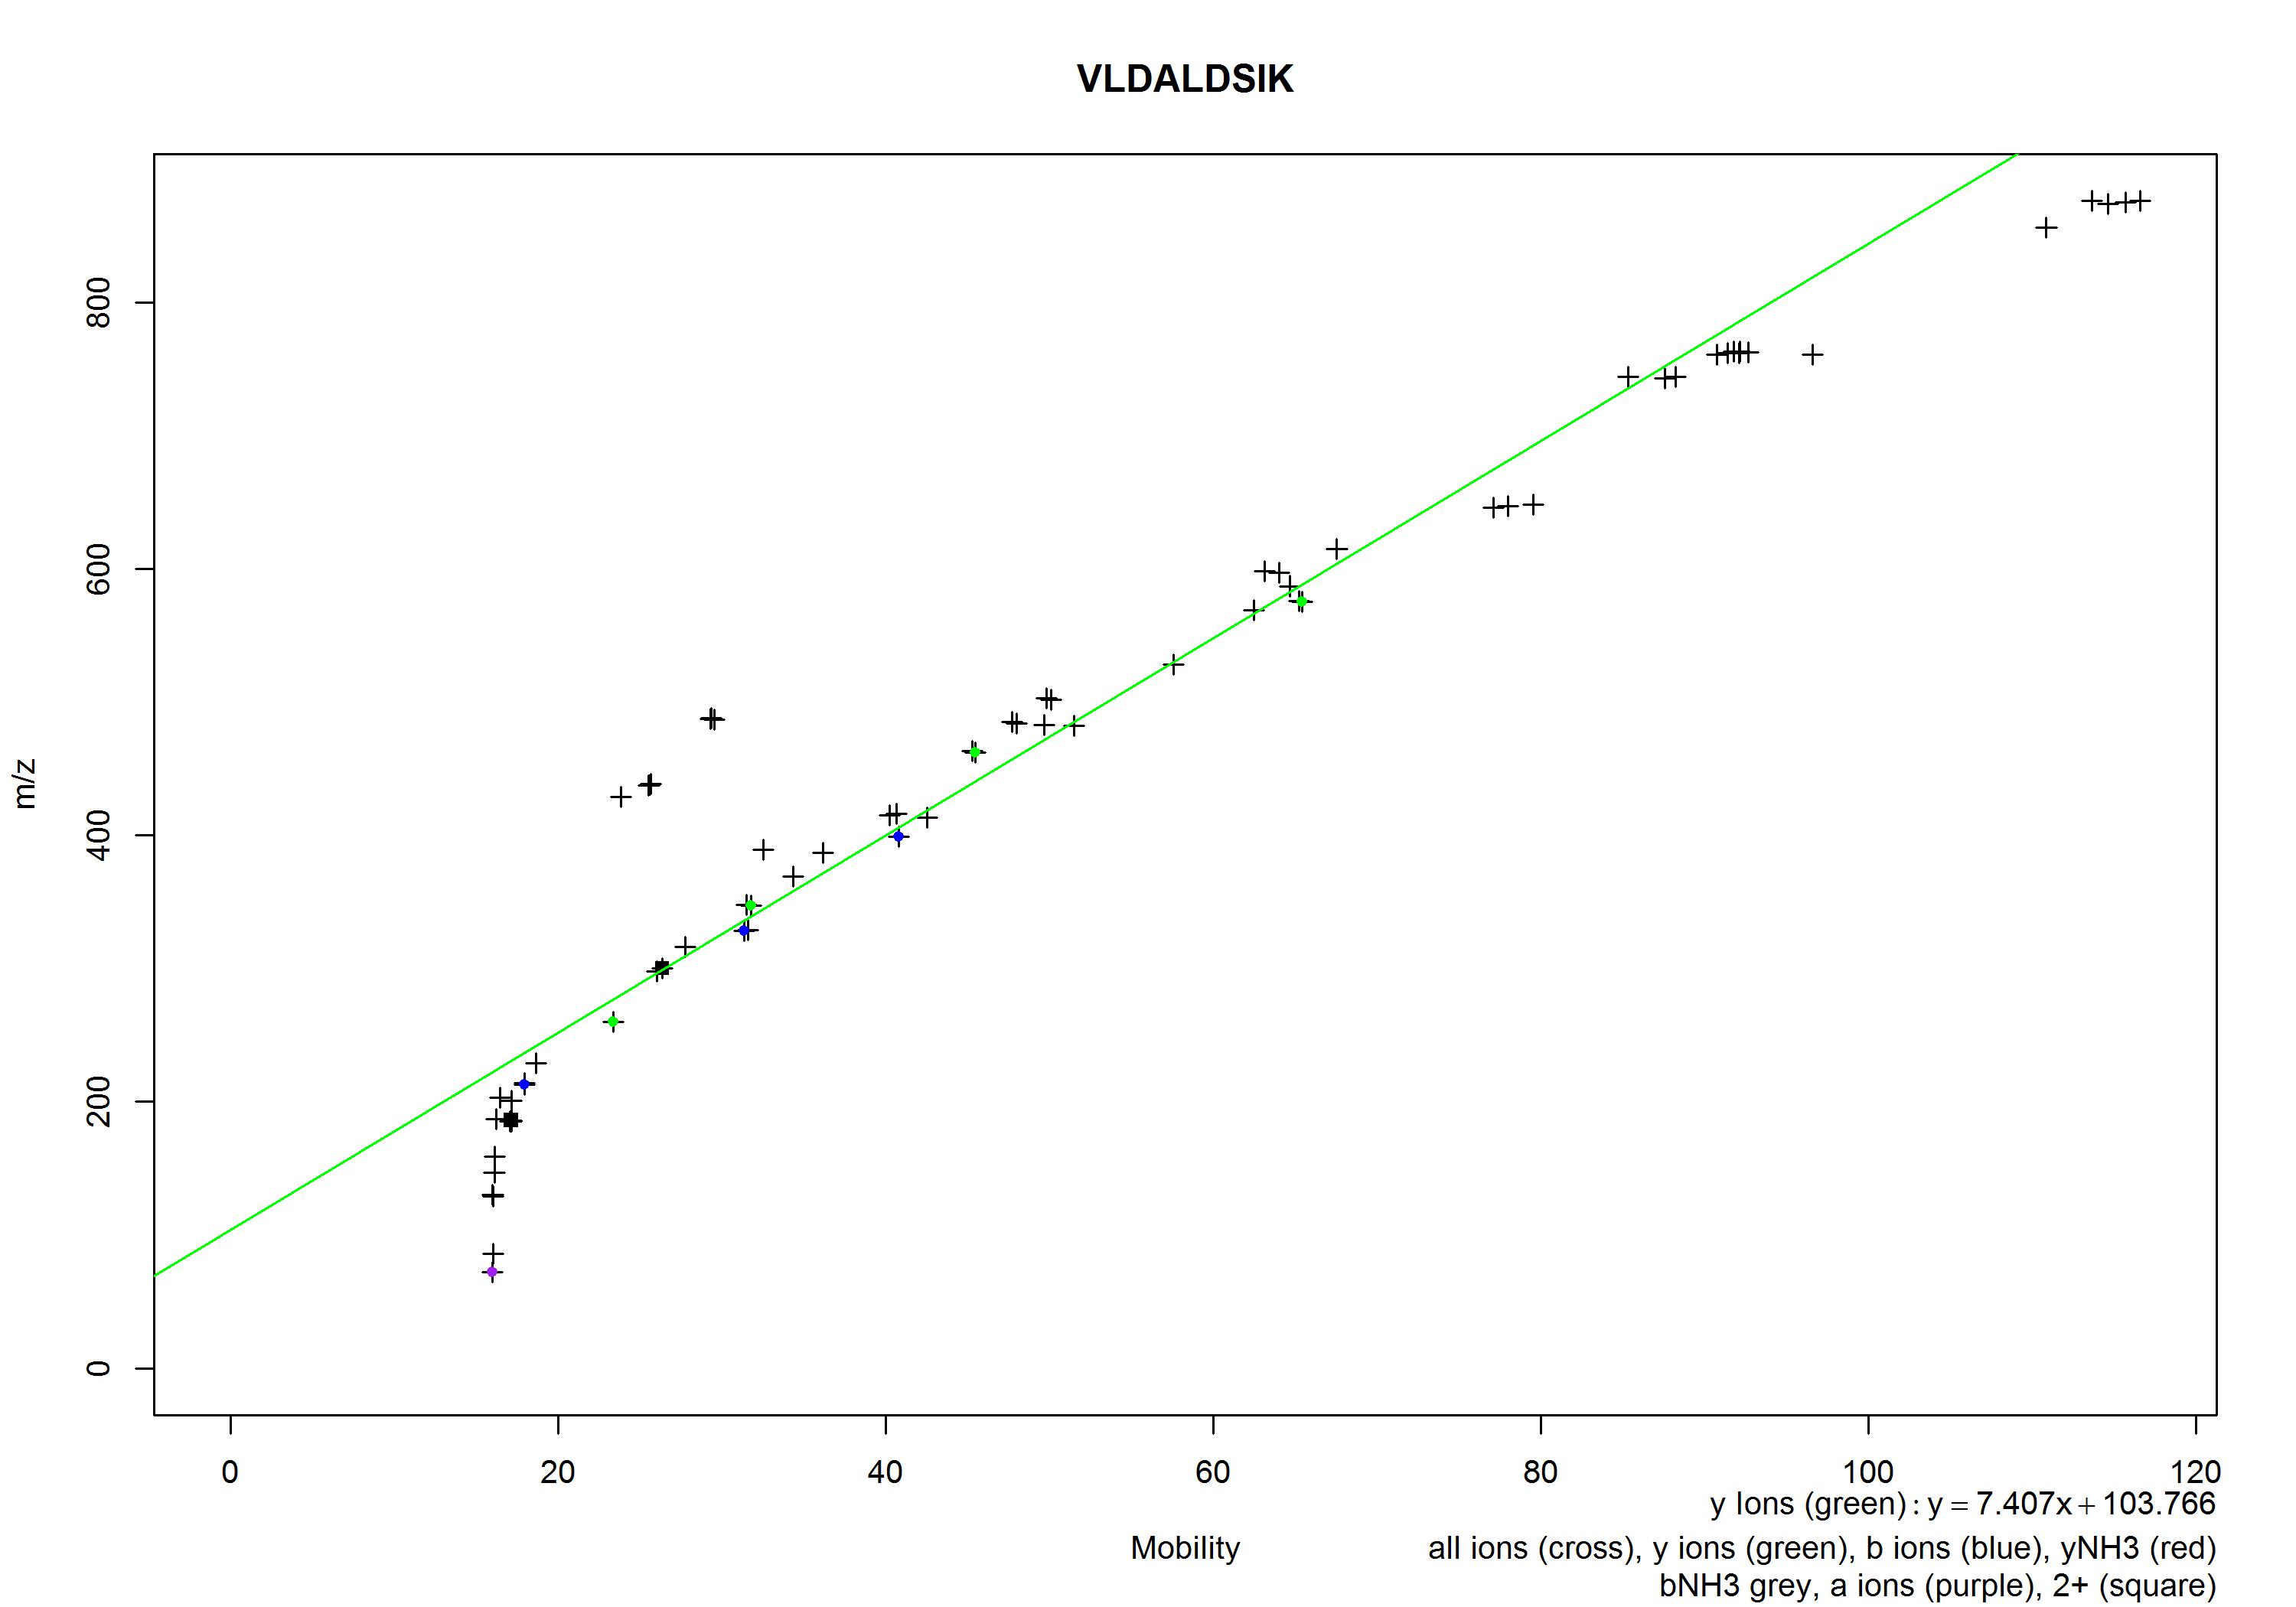 VLDALDSIK
800
600
400
200
0
m/z
0 20 40 60 80 100 120
y Ions (green) : y = 7.407x + 103.766
Mobility
all ions (cross), y ions (green), b ions (blue), yNH3 (red)
bNH3 grey, a ions (purple), 2+ (square)